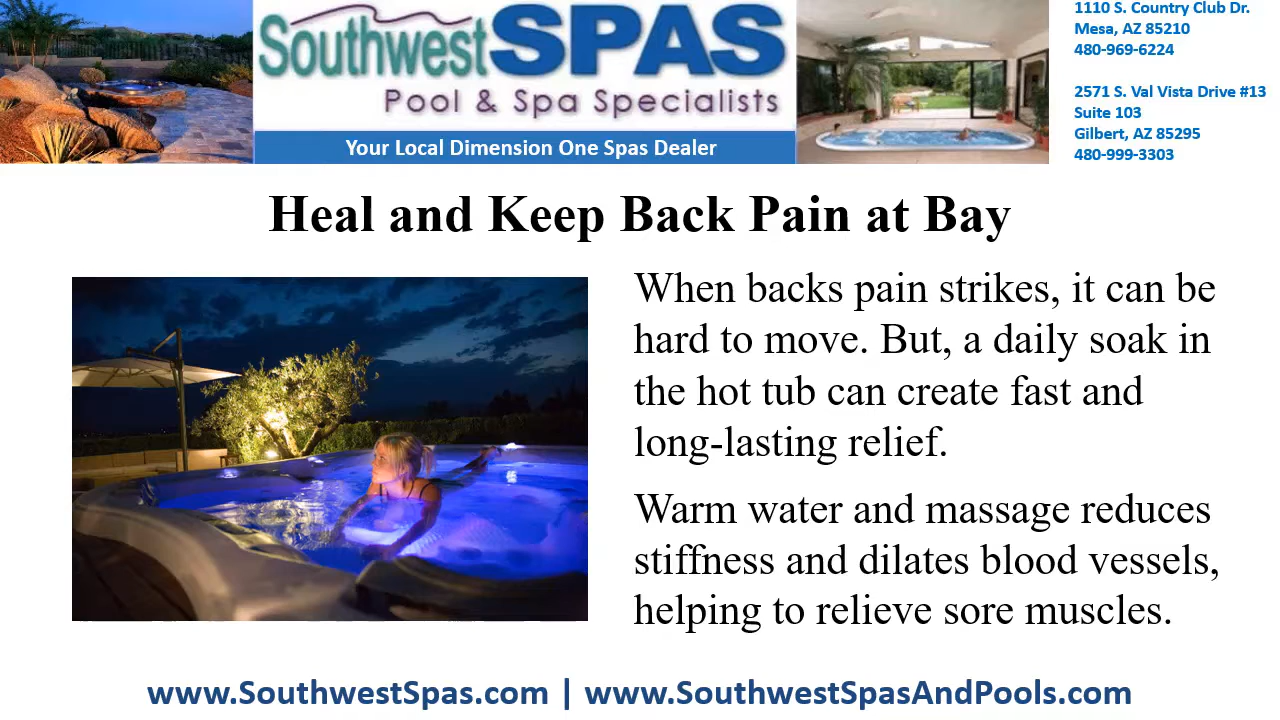 Southwest SPAS
Pool & Spa Specialists
Your Local Dimension One Spas Dealer
1110 S. Country Club Dr.
Mesa, AZ 85210
480-969-6224
2571 S. Val Vista Drive #13
Suite 103
Gilbert, AZ 85295
480-999-3303
Heal and Keep Back Pain at Bay
When backs pain strikes, it can be
hard to move. But, a daily soak in
the hot tub can create fast and
long-lasting relief.
Warm water and massage reduces
stiffness and dilates blood vessels,
helping to relieve sore muscles.
www.SouthwestSpas.com | www.SouthwestSpasAndPools.com